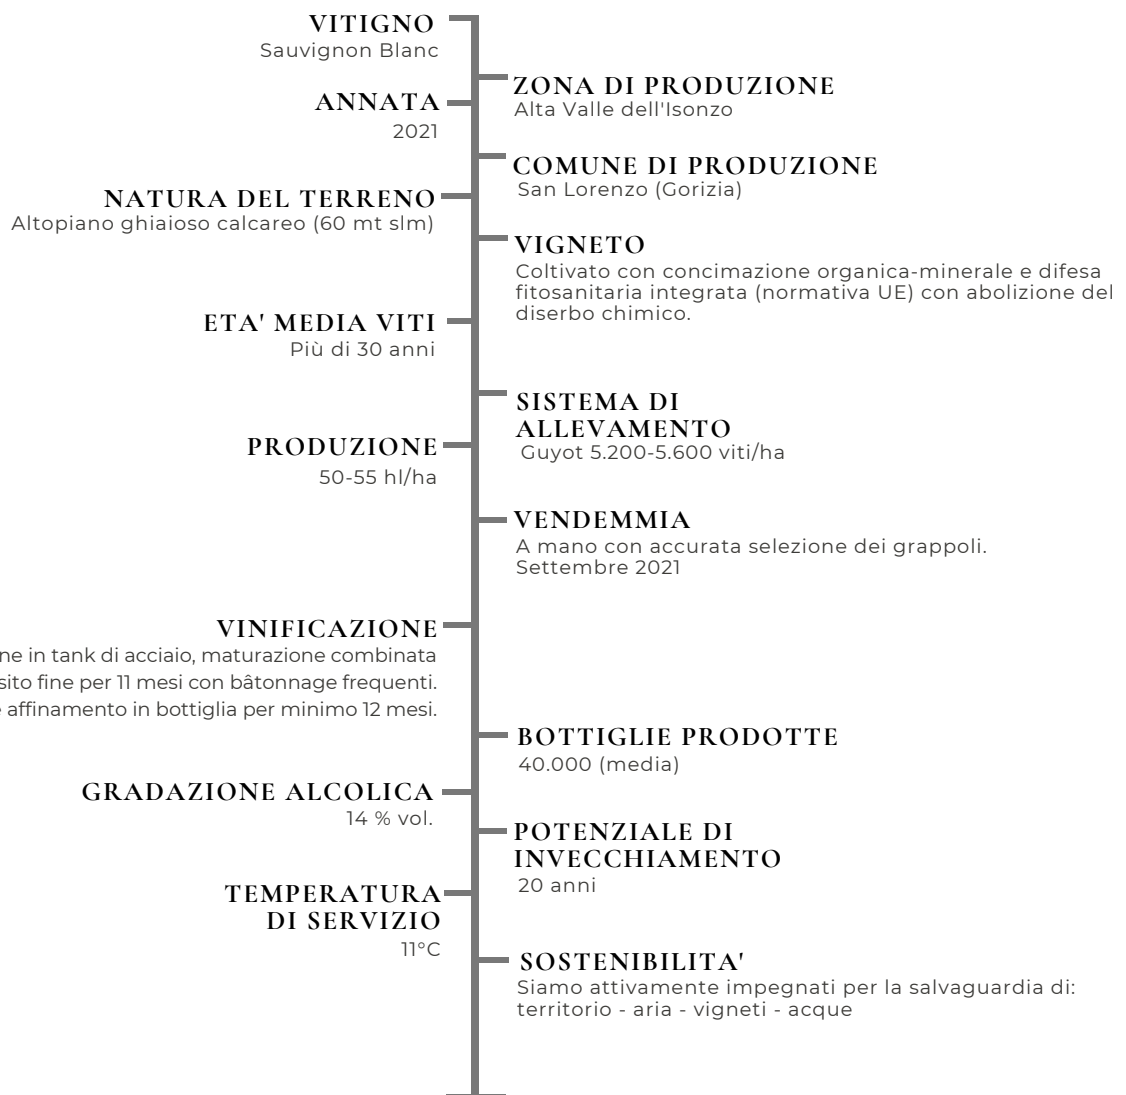 VITIGNO
Sauvignon Blanc
ZONA DI PRODUZIONE
Alta Valle dell'Isonzo
ANNATA
2021
COMUNE DI PRODUZIONE
San Lorenzo (Gorizia)
NATURA DEL TERRENO
Altopiano ghiaioso calcareo (60 mt slm)
VIGNETO
Coltivato con concimazione organica-minerale e difesa
fitosanitaria integrata (normativa UE) con abolizione del
diserbo chimico.
ETA' MEDIA VITI
Più di 30 anni
SISTEMA DI
ALLEVAMENTO
Guyot 5.200-5.600 viti/ha
PRODUZIONE
50-55 hl/ha
VENDEMMIA
A mano con accurata selezione dei grappoli.
Settembre 2021
VINIFICAZIONE
in tank di acciaio, maturazione combinata
fine per 11 mesi con bâtonnage frequenti.
affinamento in bottiglia per minimo 12 mesi.
BOTTIGLIE PRODOTTE
40.000 (media)
GRADAZIONE ALCOLICA
14 % vol.
POTENZIALE DI
INVECCHIAMENTO
20 anni
TEMPERATURA
DI SERVIZIO
11°C
SOSTENIBILITA'
Siamo attivamente impegnati per la salvaguardia di:
territorio - aria - vigneti - acque